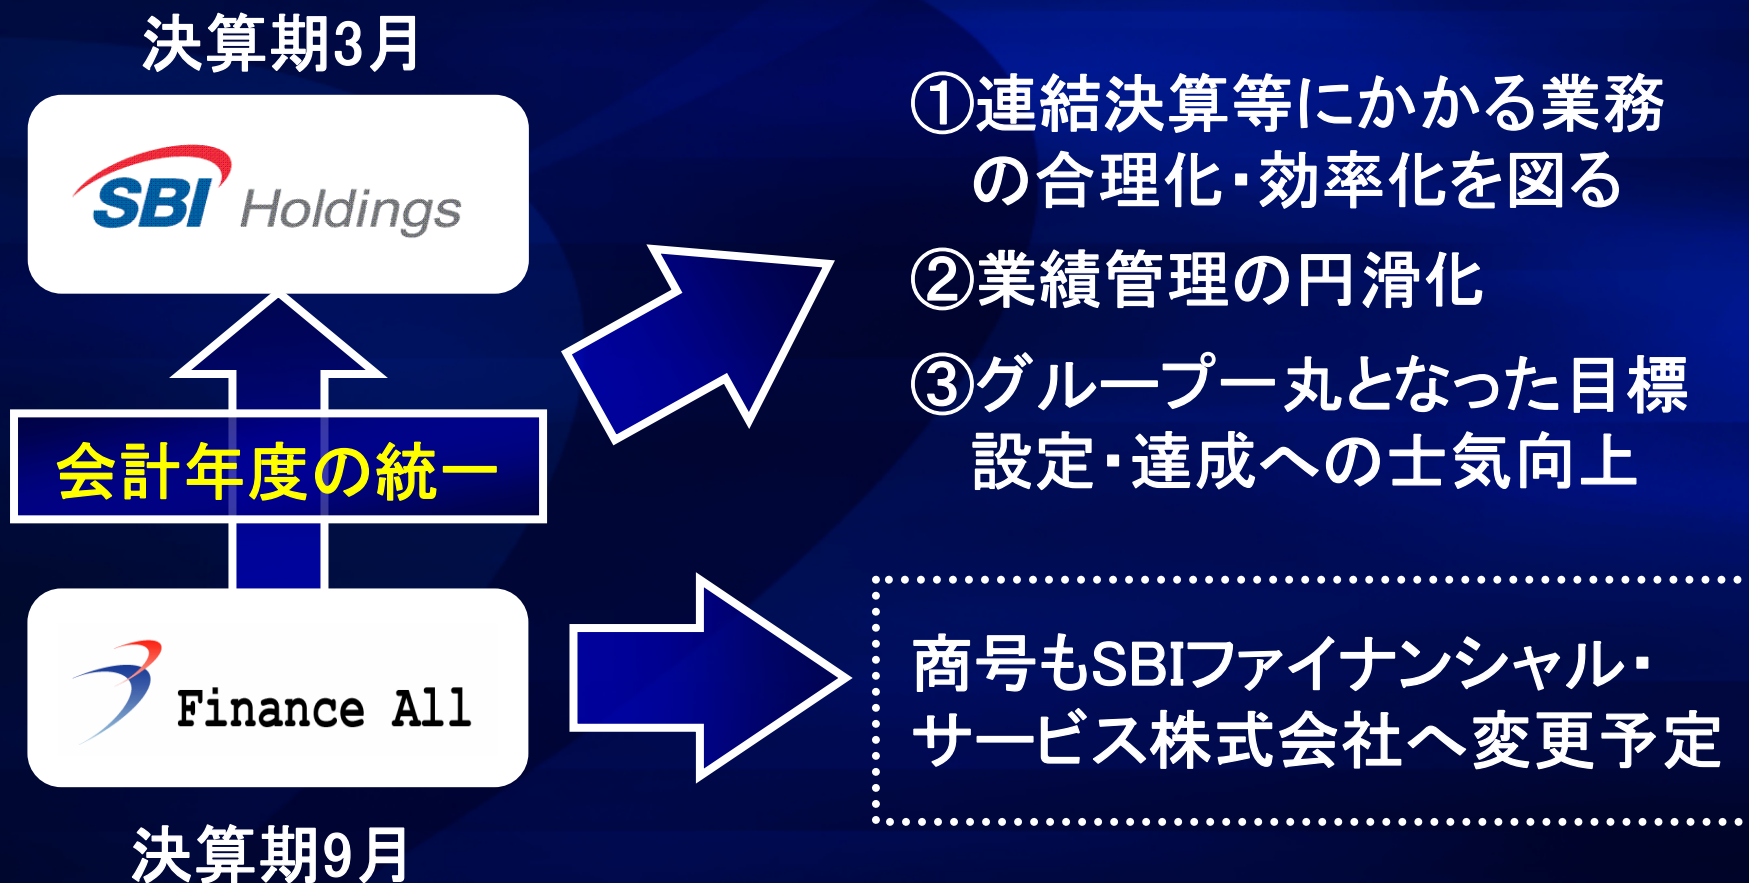 決算期3月
SBI Holdings
会計年度の統一
Finance All
決算期9月
①連結決算等にかかる業務
の合理化・効率化を図る
②業績管理の円滑化
③グループ一丸となった目標
設定・達成への士気向上
商号もSBIファイナンシャル・
サービス株式会社へ変更予定